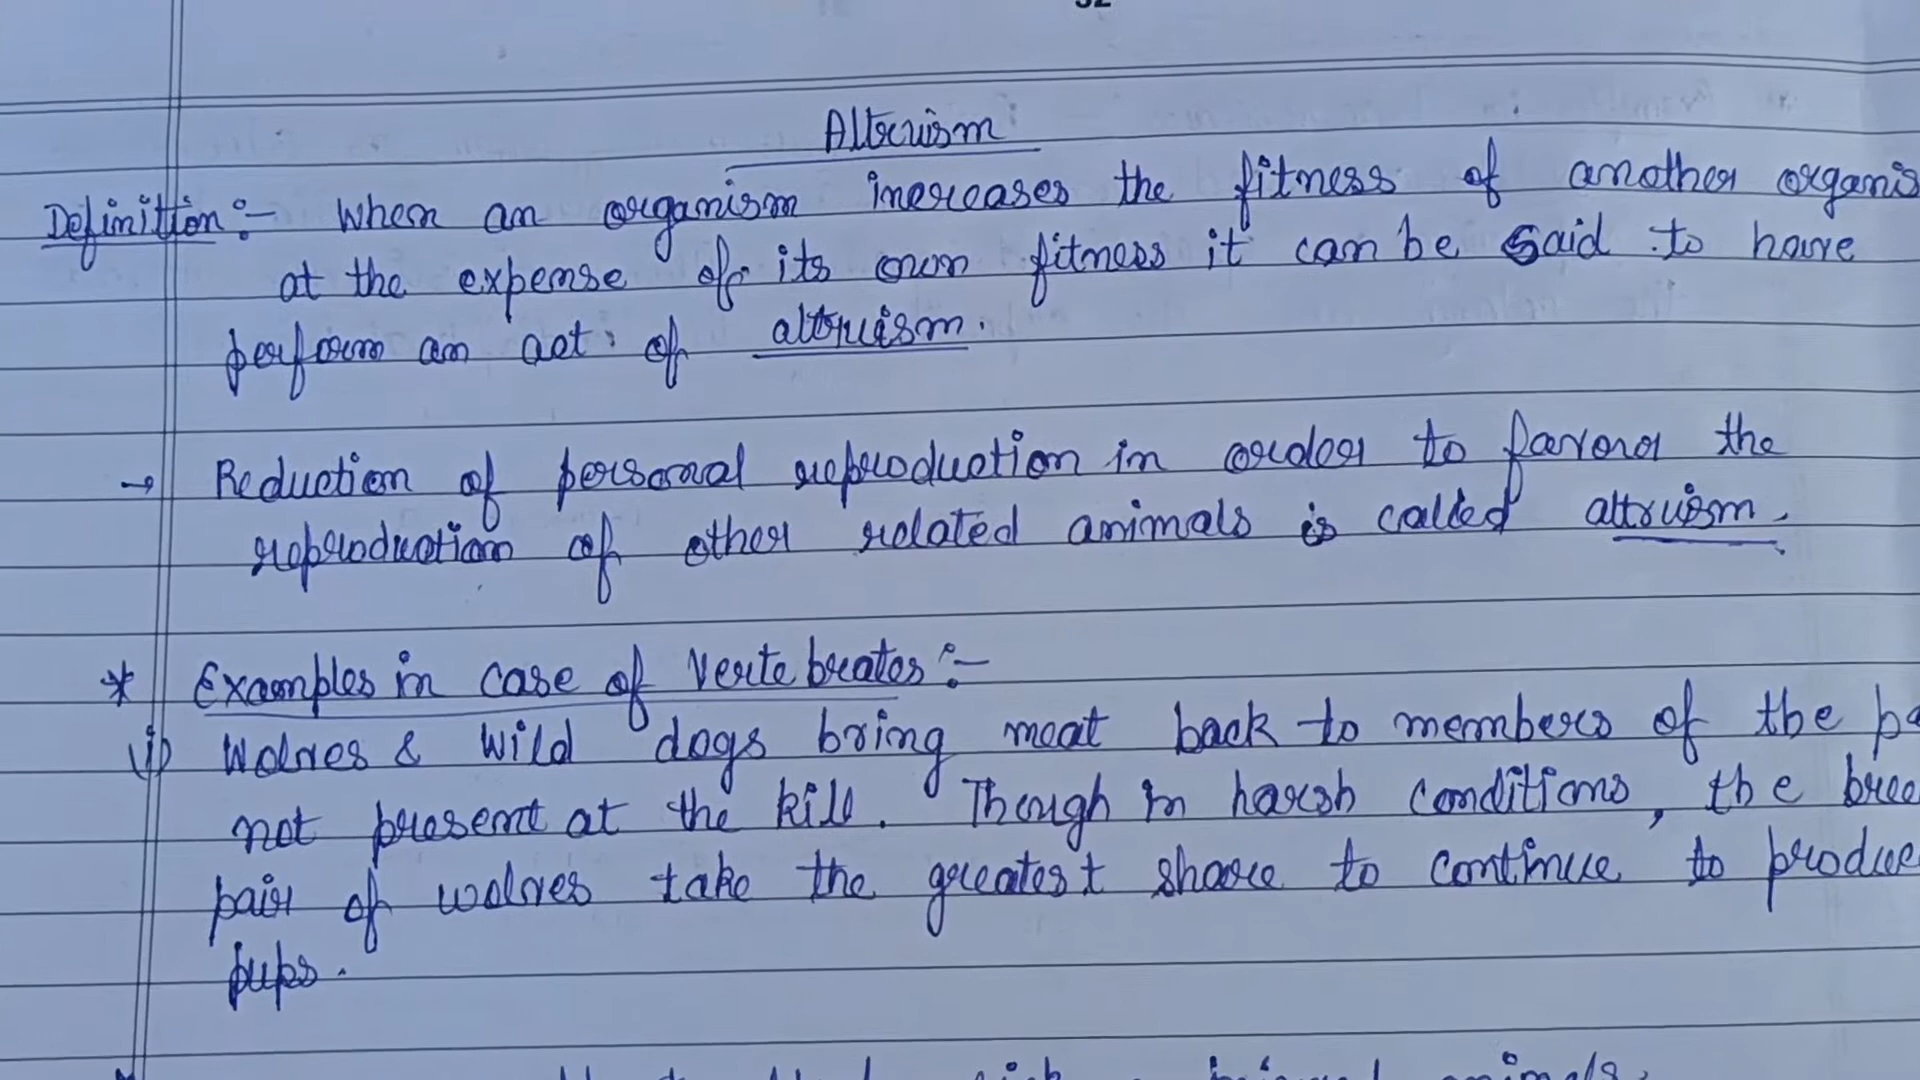 32
Altruism
Definition :- When an organism increases the fitness of another organis
at the expense of its own fitness it can be said to have
perform an act of altruism.
→ Reduction of personal reproduction in order to favor the
reproduction of other related animals is called altruism.
* Examples in case of Vertebrates :-
(i) Wolves & Wild dogs bring meat back to members of the pa
not present at the kill. Though in harsh conditions, the bree
pair of wolves take the greatest share to continue to produce
pups.
animals.